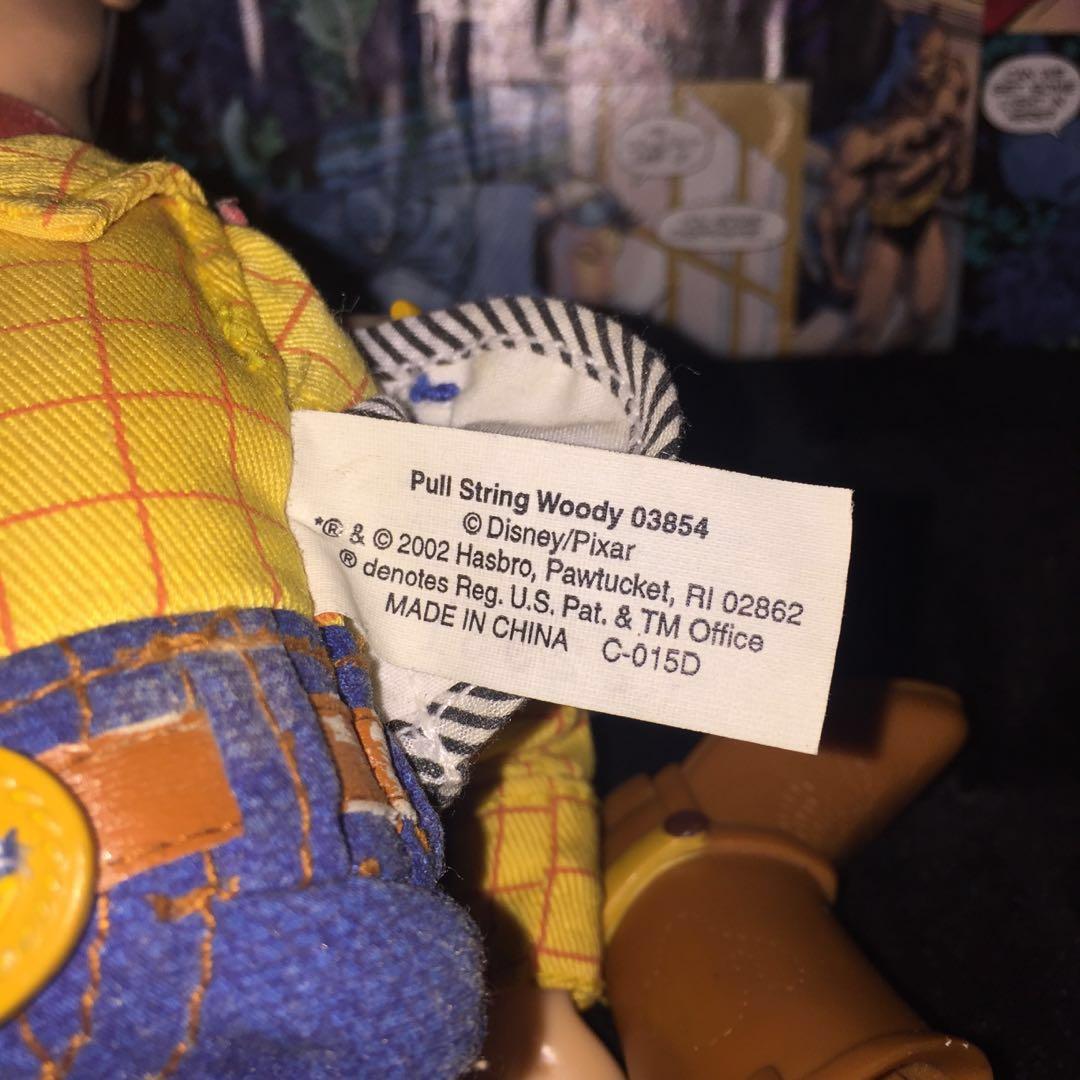 Pull String Woody 03854
© Disney/Pixar
*® & © 2002 Hasbro, Pawtucket, RI 02862
® denotes Reg. U.S. Pat. & TM Office
MADE IN CHINA C-015D